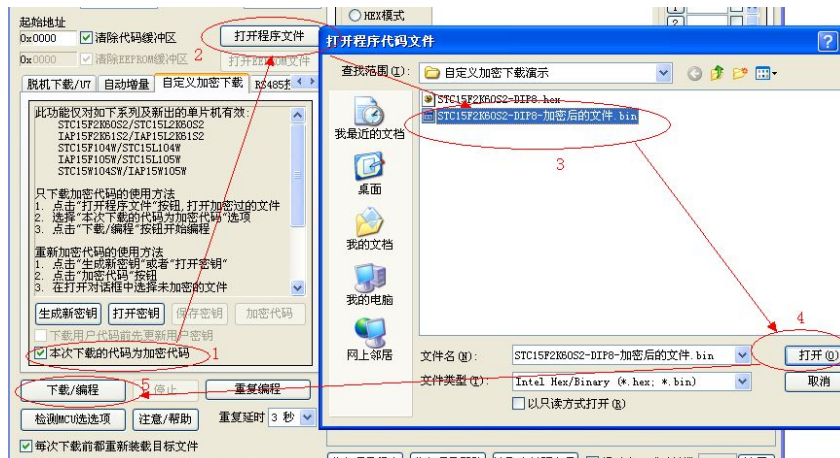 起始地址
0x0000 清除代码缓冲区 2 打开程序文件
0x0000 清除EEPROM缓冲区 打开EEPROM文件
脱机下载/U7 自动增量 自定义加密下载 RS485控
此功能仅对如下系列及新出的单片机有效:
STC15F2K60S2/STC15L2K60S2
IAP15F2K61S2/IAP15L2K61S2
STC15F104W/STC15L104W
IAP15F105W/STC15L105W
STC15W104SW/IAP15W105W
只下载加密代码的使用方法
1. 点击"打开程序文件"按钮,打开加密过的文件
2. 选择"本次下载的代码为加密代码"选项
3. 点击"下载/编程"按钮开始编程
重新加密代码的使用方法
1. 点击"生成新密钥"或者"打开密钥"
2. 点击"加密代码"按钮
3. 在打开对话框中选择未加密的文件
生成新密钥 打开密钥 保存密钥 加密代码
下载用户代码前先更新用户密钥
本次下载的代码为加密代码 1
下载/编程 5 停止 重复编程
检测MCU选选项 注意/帮助 重复延时 3 秒
每次下载前都重新装载目标文件
HEX模式
打开程序代码文件 ?
查找范围(I): 自定义加密下载演示
STC15F2K60S2-DIP8.hex
STC15F2K60S2-DIP8-加密后的文件.bin
3
我最近的文档
桌面
我的文档
我的电脑
网上邻居
4
文件名(N): STC15F2K60S2-DIP8-加密后的文件.bin 打开(O)
文件类型(T): Intel Hex/Binary (*.hex; *.bin) 取消
以只读方式打开(R)